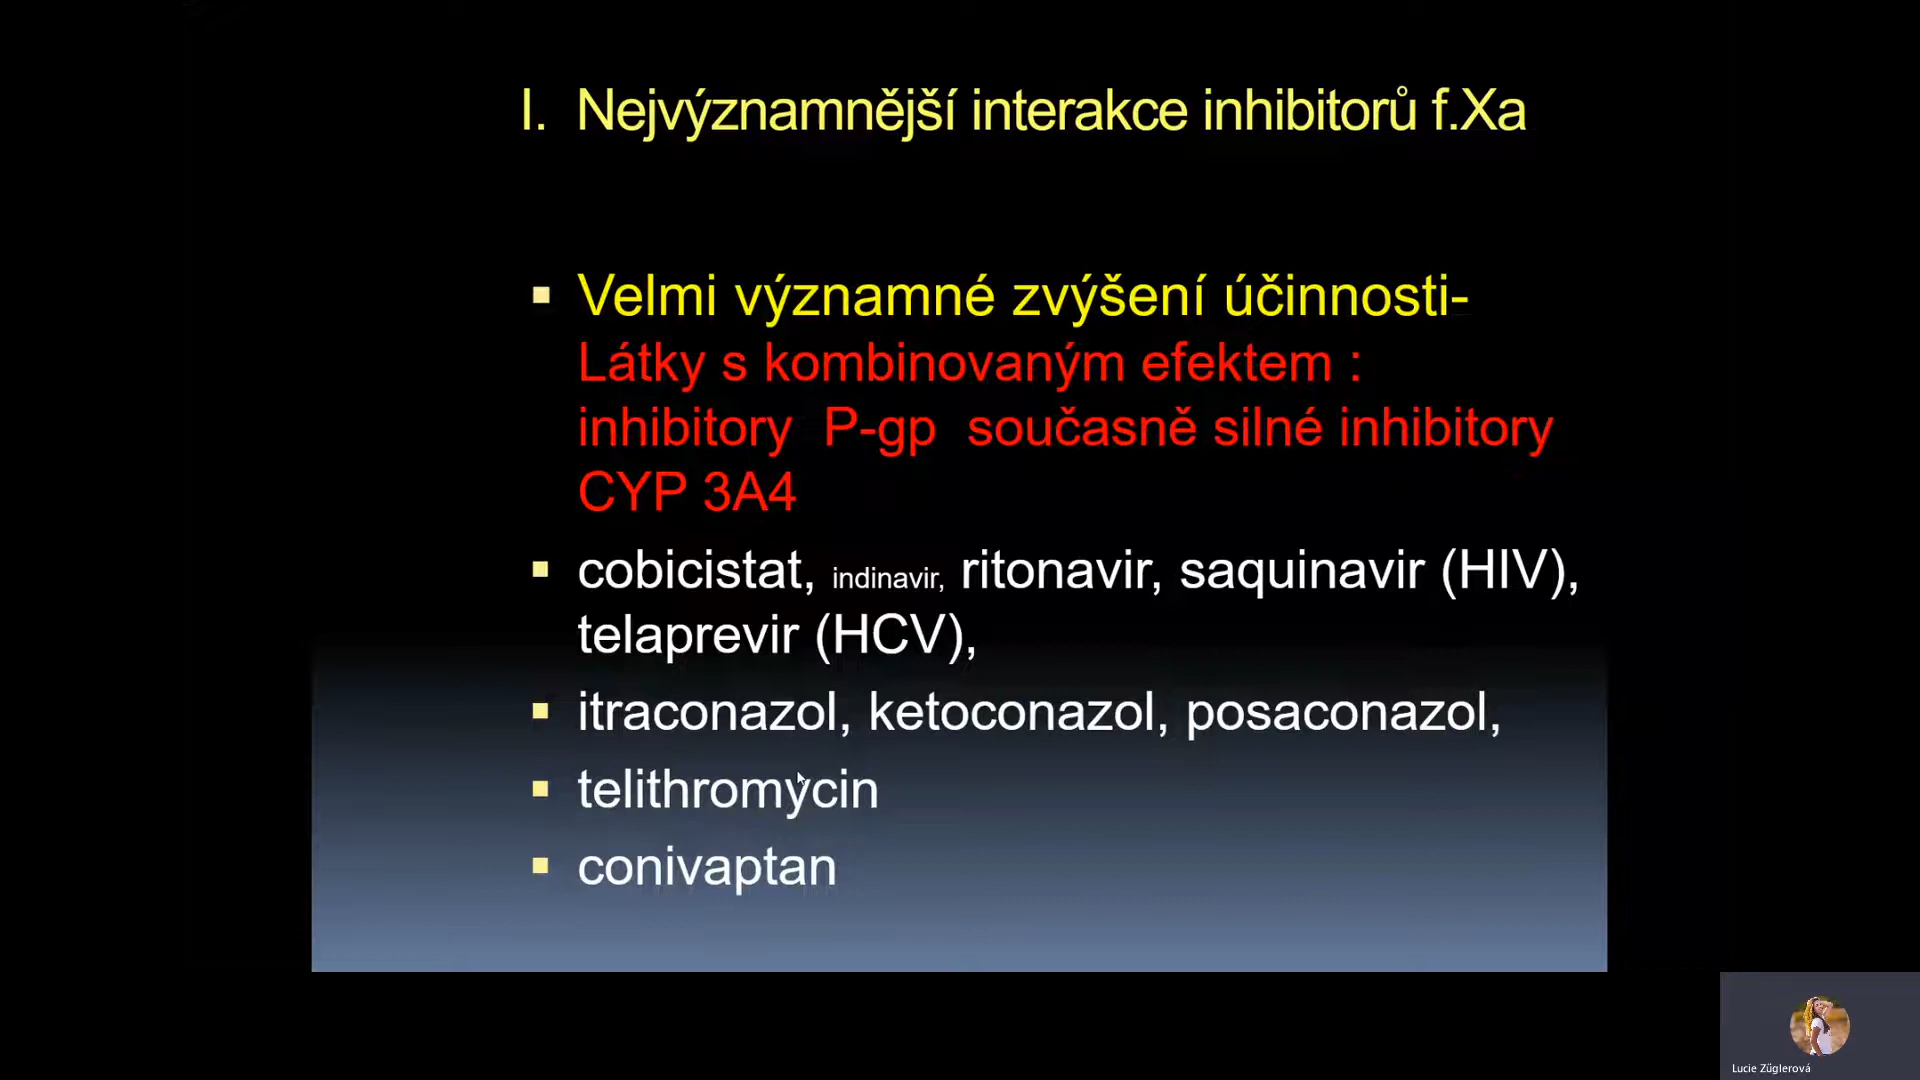 I. Nejvýznamnější interakce inhibitorů f.Xa
Velmi významné zvýšení účinnosti-
Látky s kombinovaným efektem :
inhibitory P-gp současně silné inhibitory
CYP 3A4
cobicistat, indinavir, ritonavir, saquinavir (HIV),
telaprevir (HCV),
itraconazol, ketoconazol, posaconazol,
telithromycin
conivaptan
Lucie Züglerová